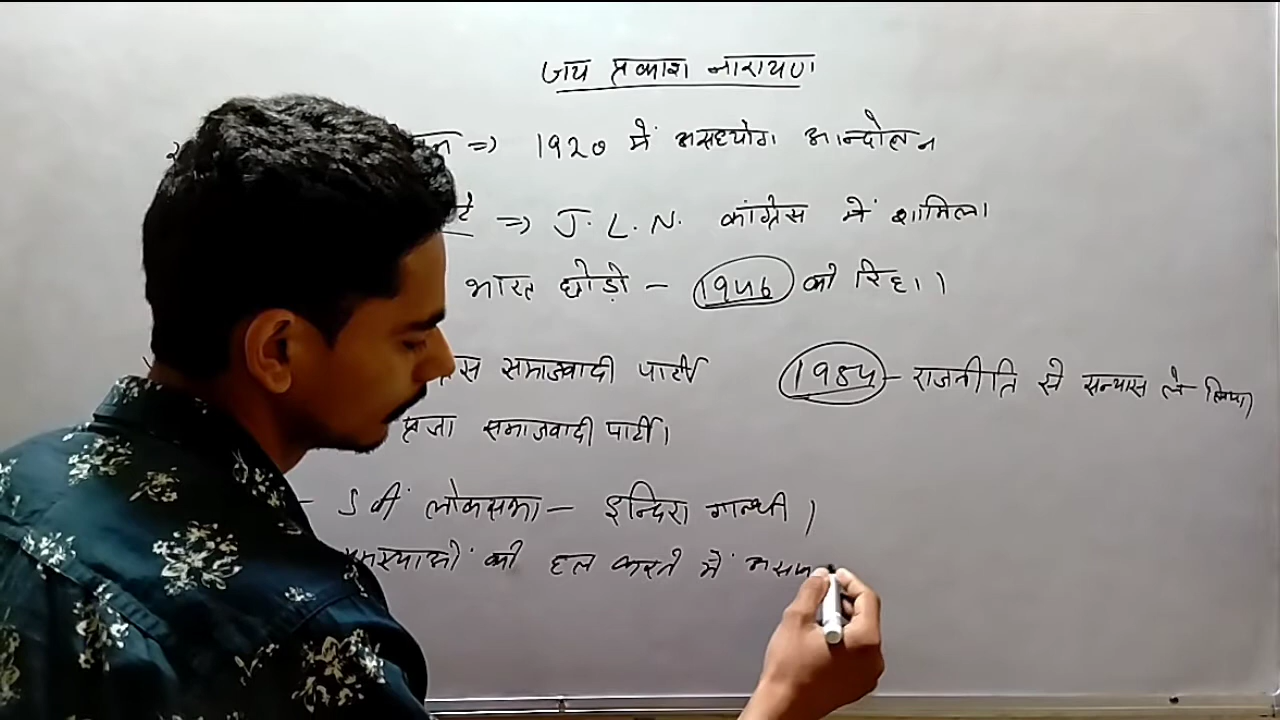 जय प्रकाश नारायण
=> 1920 में असहयोग आन्दोलन
=> J. L. N. कांग्रेस में शामिल।
भारत छोड़ो - 1946 को रिहा।
समाजवादी पार्टी 1954 - राजनीति से सन्यास ले लिया
प्रजा समाजवादी पार्टी।
- 5वीं लोकसभा - इन्दिरा गान्धी।
को हल करने में